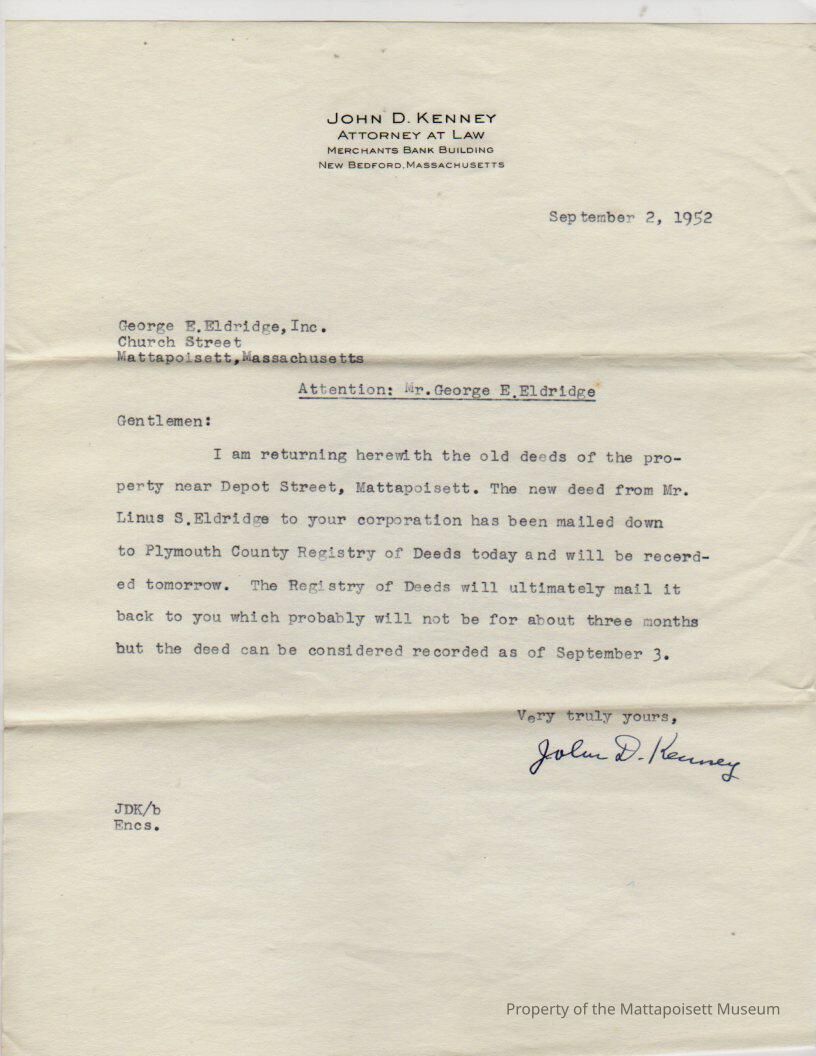 JOHN D. KENNEY
ATTORNEY AT LAW
MERCHANTS BANK BUILDING
NEW BEDFORD, MASSACHUSETTS
September 2, 1952
George E.Eldridge,Inc.
Church Street
Mattapoisett,Massachusetts
Attention: Mr.George E.Eldridge
Gentlemen:
I am returning herewith the old deeds of the pro-
perty near Depot Street, Mattapoisett. The new deed from Mr.
Linus S.Eldridge to your corporation has been mailed down
to Plymouth County Registry of Deeds today and will be recerd-
ed tomorrow. The Registry of Deeds will ultimately mail it
back to you which probably will not be for about three months
but the deed can be considered recorded as of September 3.
Very truly yours,
John D. Kenney
JDK/b
Encs.
Property of the Mattapoisett Museum